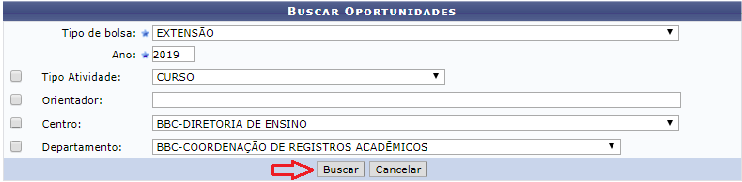 BUSCAR OPORTUNIDADES
Tipo de bolsa: EXTENSÃO
Ano: 2019
Tipo Atividade: CURSO
Orientador:
Centro: BBC-DIRETORIA DE ENSINO
Departamento: BBC-COORDENAÇÃO DE REGISTROS ACADÊMICOS
Buscar Cancelar